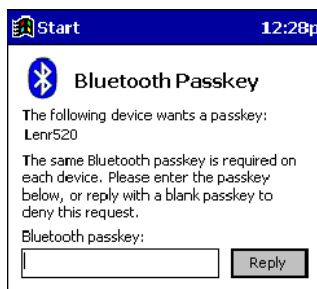 Start 12:28p
Bluetooth Passkey
The following device wants a passkey:
Lenr520
The same Bluetooth passkey is required on
each device. Please enter the passkey
below, or reply with a blank passkey to
deny this request.
Bluetooth passkey:
Reply